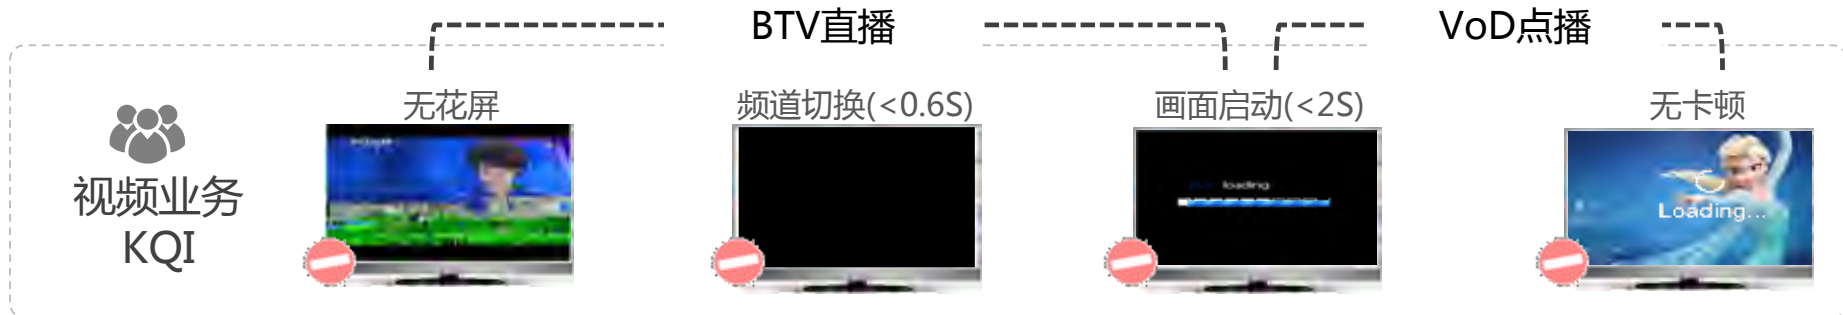 BTV直播
VoD点播
无花屏
频道切换(<0.6S)
画面启动(<2S)
无卡顿
视频业务
KQI
loading
Loading...